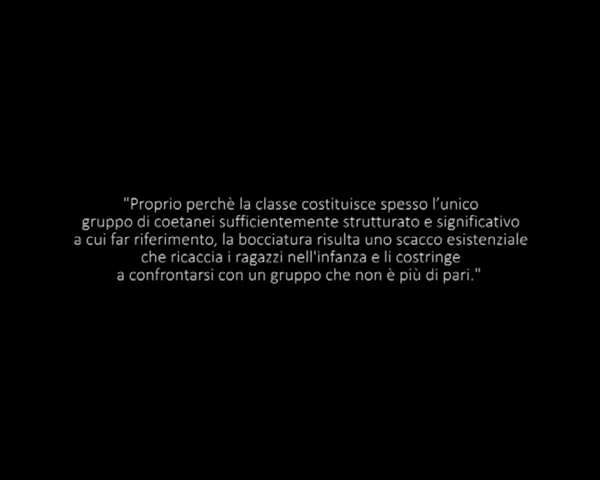 "Proprio perchè la classe costituisce spesso l’unico
gruppo di coetanei sufficientemente strutturato e significativo
a cui far riferimento, la bocciatura risulta uno scacco esistenziale
che ricaccia i ragazzi nell'infanza e li costringe
a confrontarsi con un gruppo che non è più di pari."